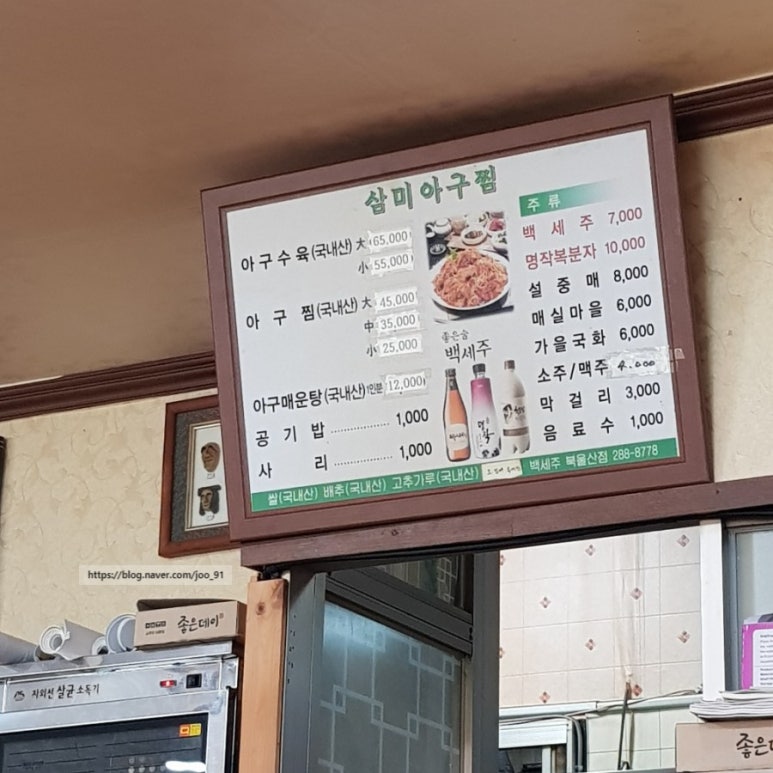 삼미아구찜
아구수육(국내산) 大 65,000
小 55,000
아 구 찜(국내산) 大 45,000
中 35,000
小 25,000
아구매운탕(국내산) 1인분 12,000
공 기 밥 ............... 1,000
사 리 ............... 1,000
좋은술
백세주
주 류
백 세 주 7,000
명작복분자 10,000
설 중 매 8,000
매실마을 6,000
가을국화 6,000
소주/맥주 4,000
막 걸 리 3,000
음 료 수 1,000
쌀(국내산) 배추(국내산) 고추가루(국내산)
백세주 북울산점 288-8778
https://blog.naver.com/joo_91
좋은데이
자외선 살균소독기
좋은데